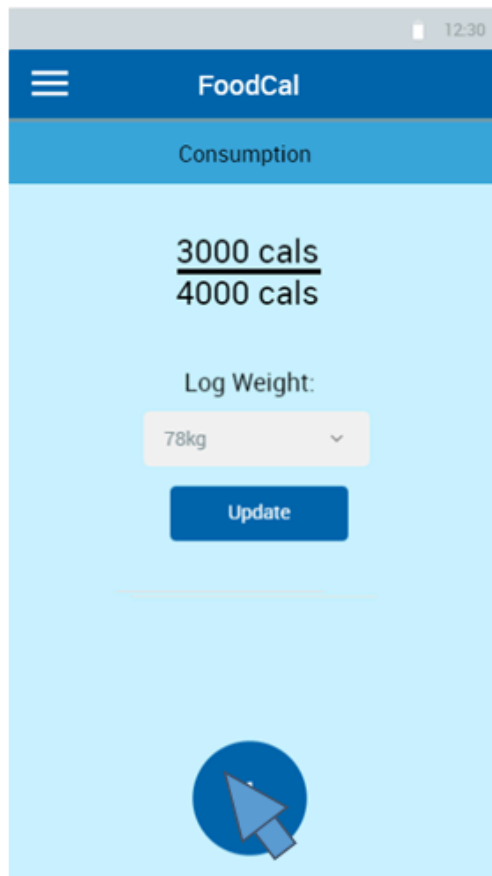 12:30
FoodCal
Consumption
3000 cals
4000 cals
Log Weight:
78kg
Update